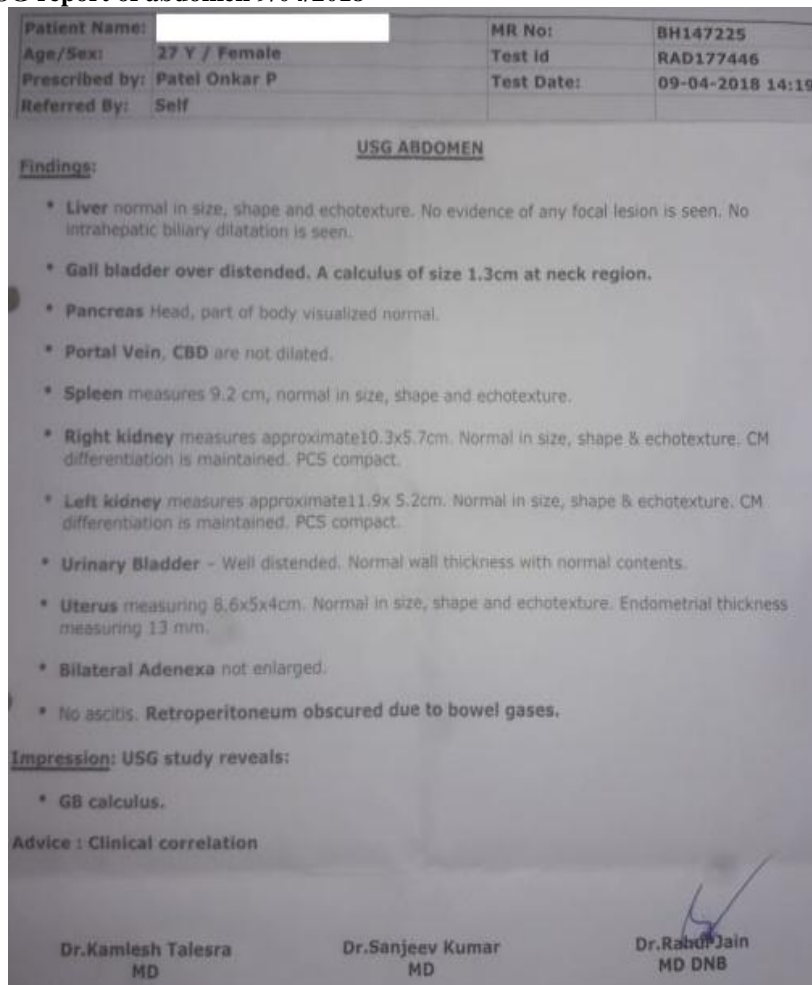 Patient Name: MR No: BH147225
Age/Sex: 27 Y / Female Test id RAD177446
Prescribed by: Patel Onkar P Test Date: 09-04-2018 14:19
Referred By: Self
USG ABDOMEN
Findings:
* Liver normal in size, shape and echotexture. No evidence of any focal lesion is seen. No
intrahepatic biliary dilatation is seen.
* Gall bladder over distended. A calculus of size 1.3cm at neck region.
* Pancreas Head, part of body visualized normal.
* Portal Vein, CBD are not dilated.
* Spleen measures 9.2 cm, normal in size, shape and echotexture.
* Right kidney measures approximate10.3x5.7cm. Normal in size, shape & echotexture. CM
differentiation is maintained. PCS compact.
* Left kidney measures approximate11.9x 5.2cm. Normal in size, shape & echotexture. CM
differentiation is maintained. PCS compact.
* Urinary Bladder – Well distended. Normal wall thickness with normal contents.
* Uterus measuring 8.6x5x4cm. Normal in size, shape and echotexture. Endometrial thickness
measuring 13 mm.
* Bilateral Adenexa not enlarged.
* No ascitis. Retroperitoneum obscured due to bowel gases.
Impression: USG study reveals:
* GB calculus.
Advice : Clinical correlation
Dr.Kamlesh Talesra Dr.Sanjeev Kumar Dr.Rahul Jain
MD MD MD DNB